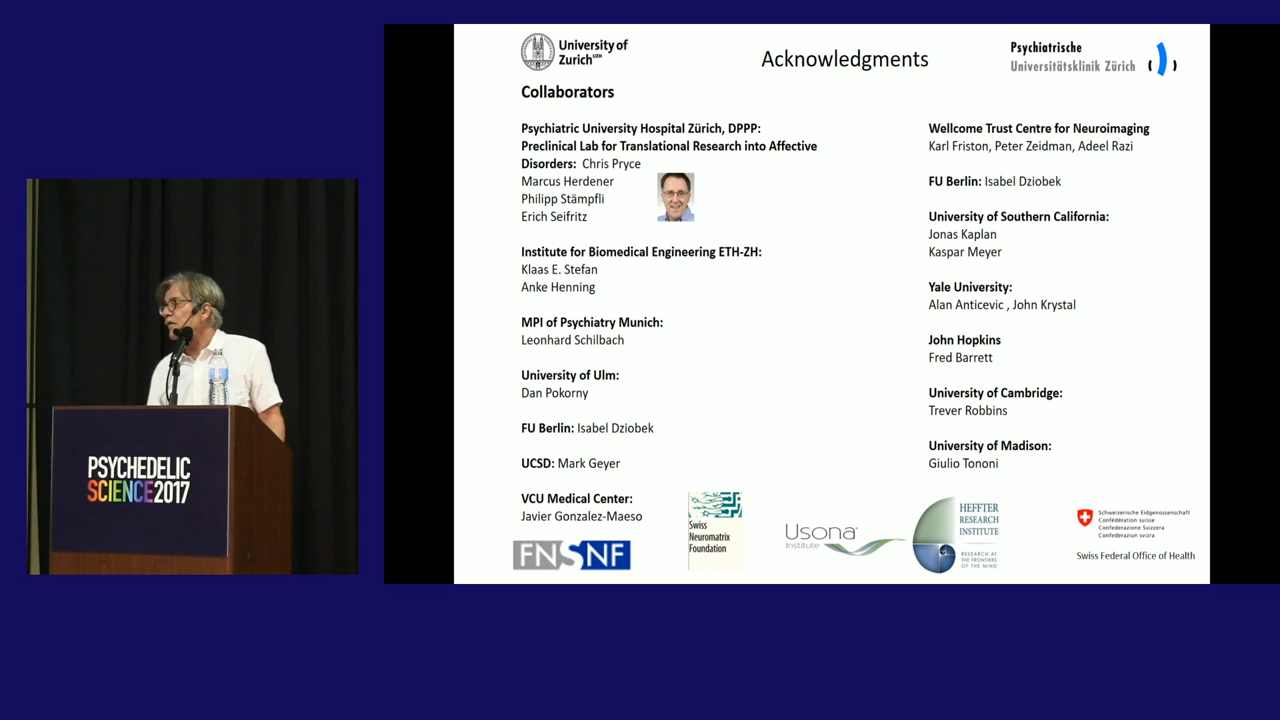 PSYCHEDELIC
SCIENCE2017
University of
Zurich UZH
Acknowledgments
Psychiatrische
Universitätsklinik Zürich
Collaborators
Psychiatric University Hospital Zürich, DPPP:
Preclinical Lab for Translational Research into Affective
Disorders: Chris Pryce
Marcus Herdener
Philipp Stämpfli
Erich Seifritz
Institute for Biomedical Engineering ETH-ZH:
Klaas E. Stefan
Anke Henning
MPI of Psychiatry Munich:
Leonhard Schilbach
University of Ulm:
Dan Pokorny
FU Berlin: Isabel Dziobek
UCSD: Mark Geyer
VCU Medical Center:
Javier Gonzalez-Maeso
Wellcome Trust Centre for Neuroimaging
Karl Friston, Peter Zeidman, Adeel Razi
FU Berlin: Isabel Dziobek
University of Southern California:
Jonas Kaplan
Kaspar Meyer
Yale University:
Alan Anticevic , John Krystal
John Hopkins
Fred Barrett
University of Cambridge:
Trever Robbins
University of Madison:
Giulio Tononi
FNSNF
Swiss
Neuromatrix
Foundation
Usona
Institute
HEFFTER
RESEARCH
INSTITUTE
RESEARCH AT
THE FRONTIERS
OF THE MIND
Schweizerische Eidgenossenschaft
Confédération suisse
Confederazione Svizzera
Confederaziun svizra
Swiss Federal Office of Health